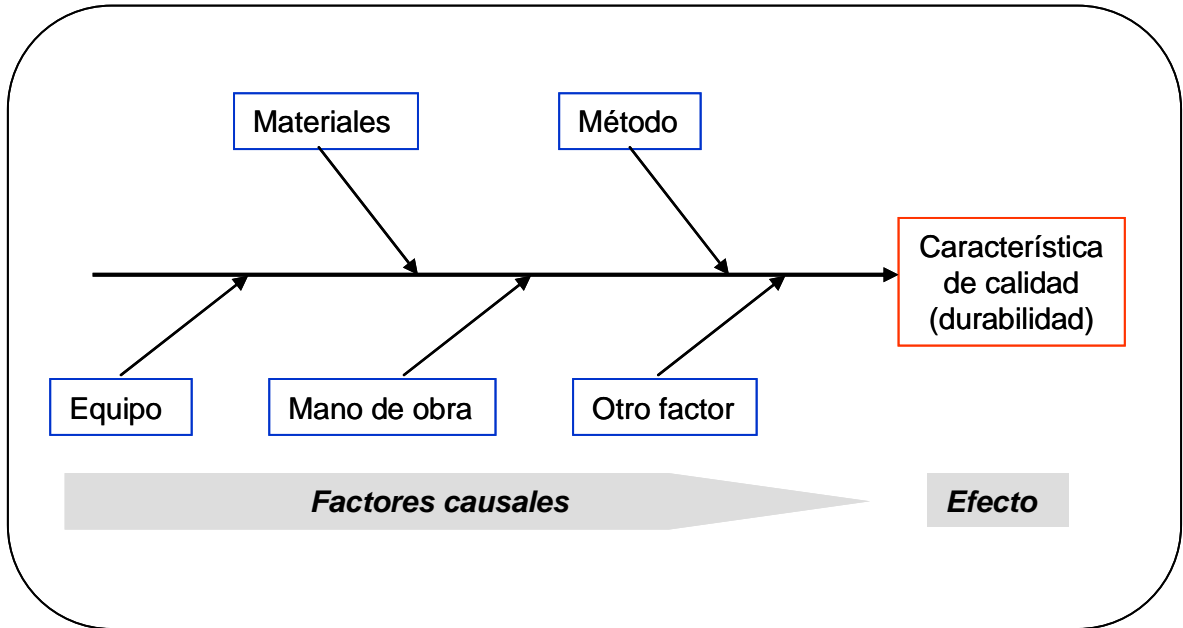 Materiales
Método
Característica
de calidad
(durabilidad)
Equipo
Mano de obra
Otro factor
Factores causales
Efecto